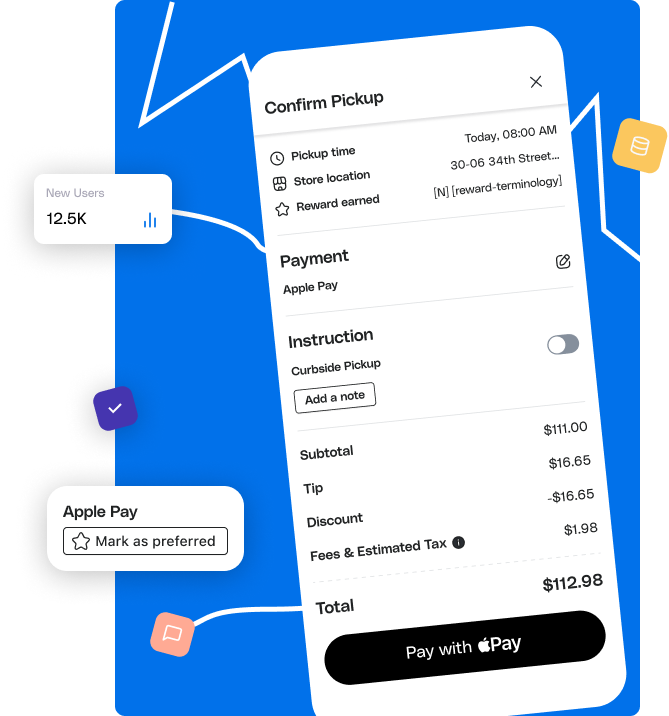 Confirm Pickup
Pickup time Today, 08:00 AM
Store location 30-06 34th Street...
Reward earned [N] [reward-terminology]
New Users
12.5K
Payment
Apple Pay
Instruction
Curbside Pickup
Add a note
Subtotal $111.00
Tip $16.65
Discount -$16.65
Fees & Estimated Tax $1.98
Total $112.98
Pay with Pay
Apple Pay
Mark as preferred